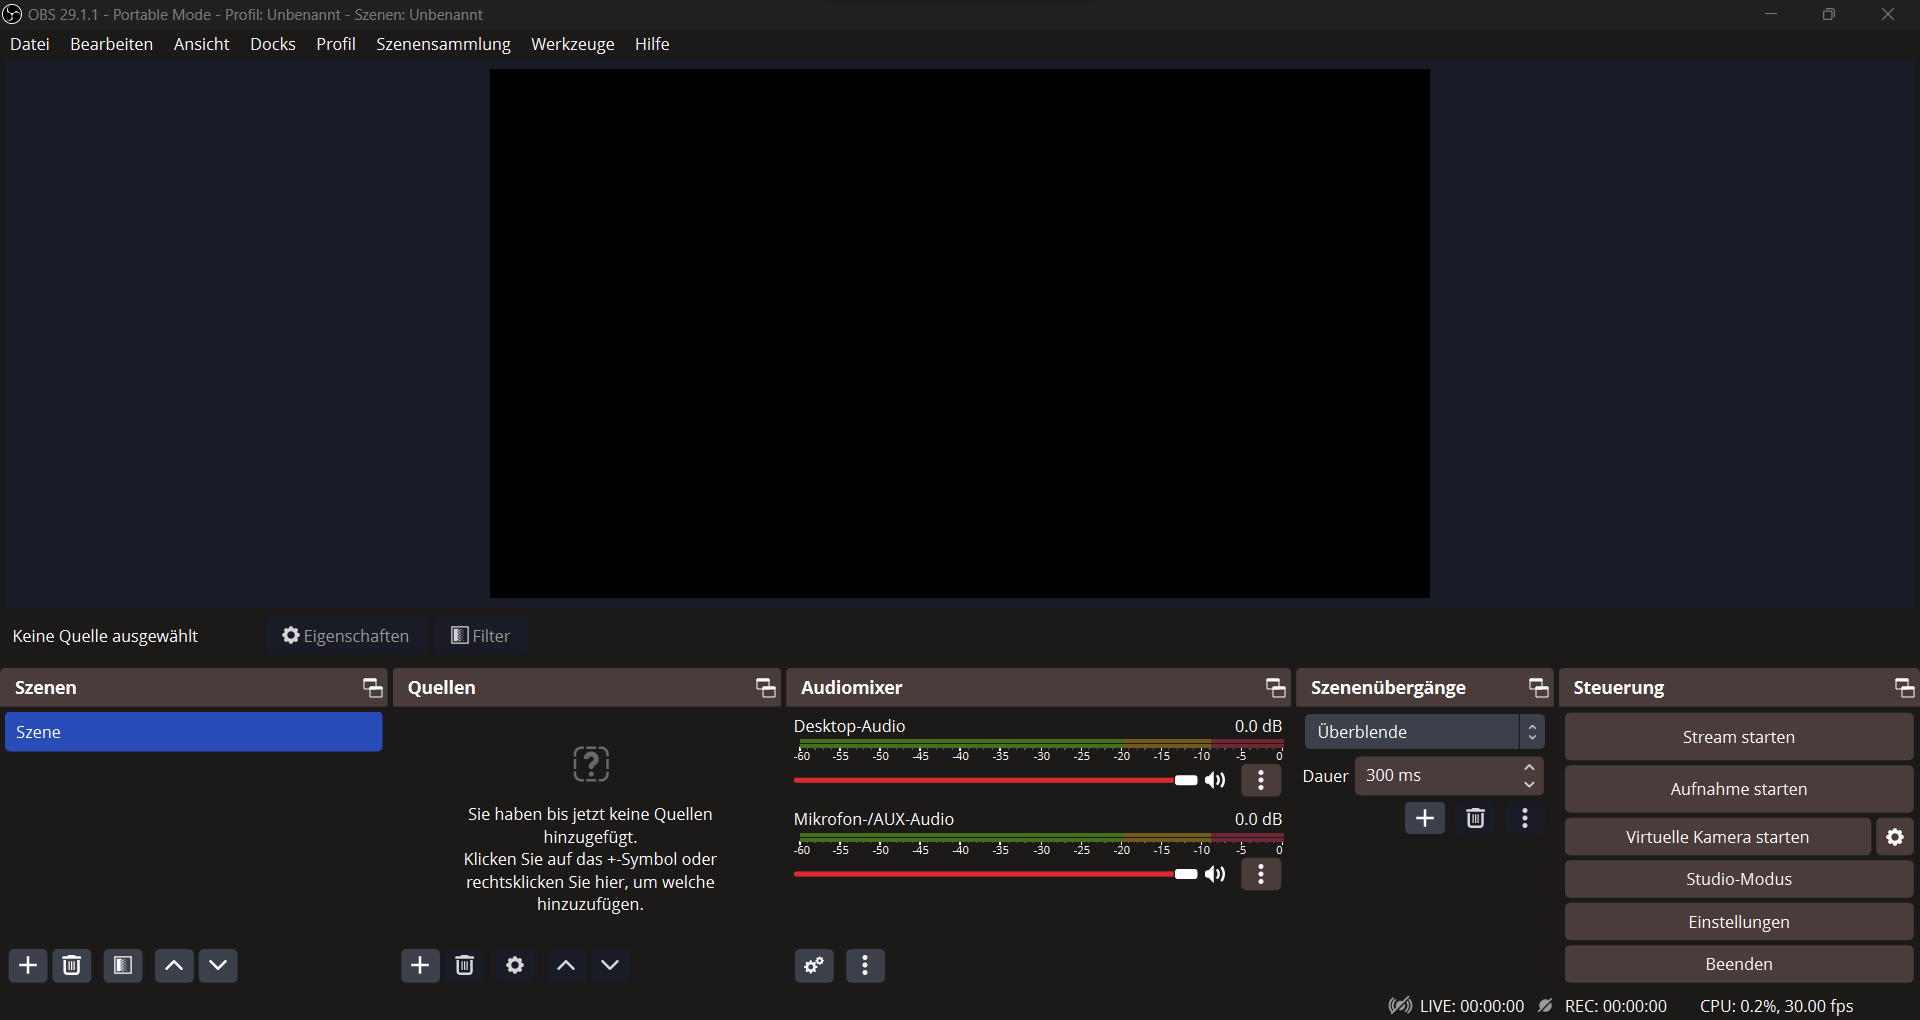 OBS 29.1.1 - Portable Mode - Profil: Unbenannt - Szenen: Unbenannt
Datei Bearbeiten Ansicht Docks Profil Szenensammlung Werkzeuge Hilfe
Keine Quelle ausgewählt Eigenschaften Filter
Szenen
Szene
Quellen
Sie haben bis jetzt keine Quellen
hinzugefügt.
Klicken Sie auf das +-Symbol oder
rechtsklicken Sie hier, um welche
hinzuzufügen.
Audiomixer
Desktop-Audio 0.0 dB
-60 -55 -50 -45 -40 -35 -30 -25 -20 -15 -10 -5 0
Mikrofon-/AUX-Audio 0.0 dB
-60 -55 -50 -45 -40 -35 -30 -25 -20 -15 -10 -5 0
Szenenübergänge
Überblende
Dauer 300 ms
Steuerung
Stream starten
Aufnahme starten
Virtuelle Kamera starten
Studio-Modus
Einstellungen
Beenden
LIVE: 00:00:00 REC: 00:00:00 CPU: 0.2%, 30.00 fps